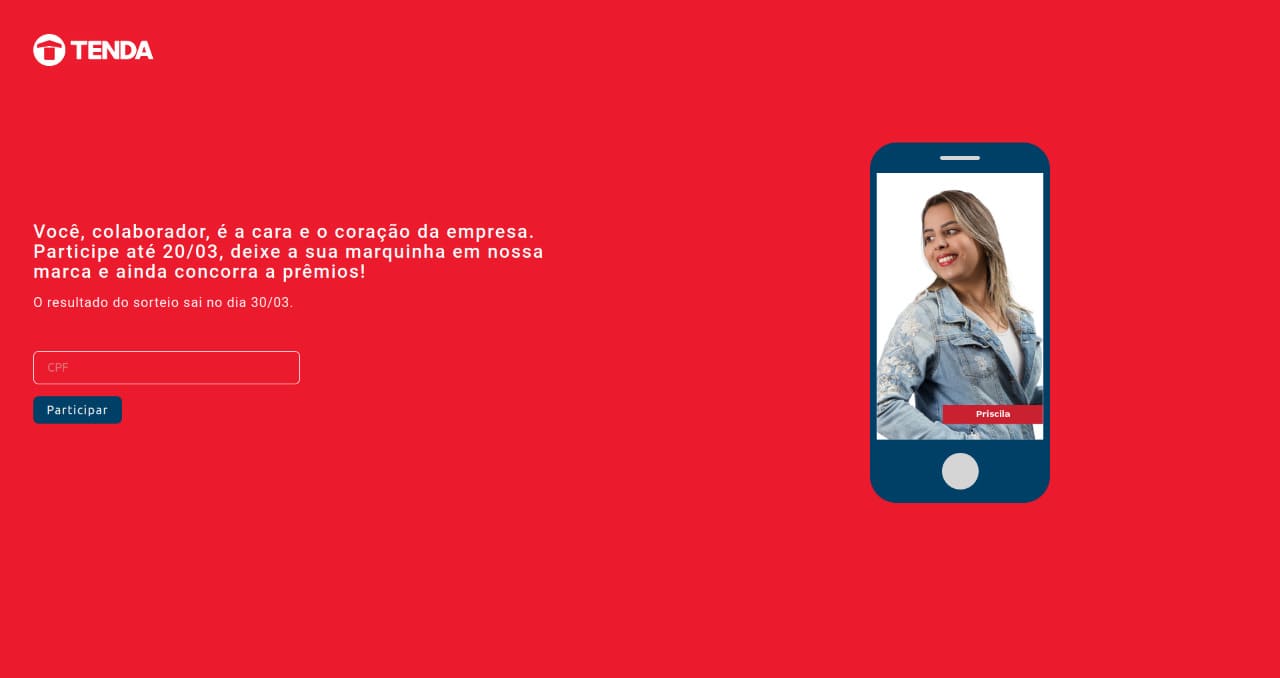 TENDA
Você, colaborador, é a cara e o coração da empresa.
Participe até 20/03, deixe a sua marquinha em nossa
marca e ainda concorra a prêmios!
O resultado do sorteio sai no dia 30/03.
CPF
Participar
Priscila